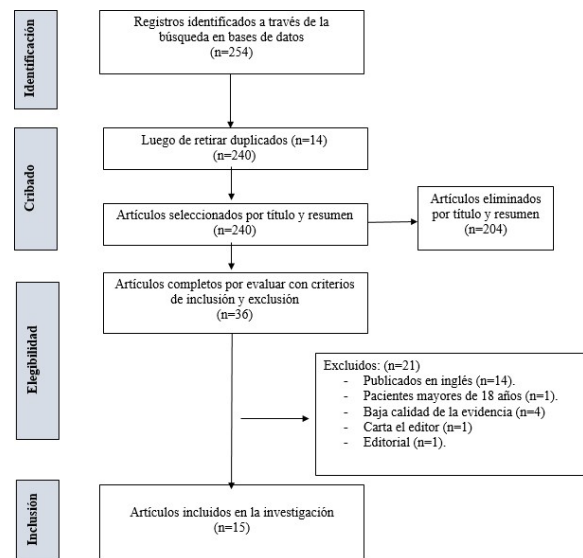 Identificación
Registros identificados a través de la
búsqueda en bases de datos
(n=254)
Cribado
Luego de retirar duplicados (n=14)
(n=240)
Artículos seleccionados por título y resumen
(n=240)
Artículos eliminados
por título y resumen
(n=204)
Elegibilidad
Artículos completos por evaluar con criterios
de inclusión y exclusión
(n=36)
Excluidos: (n=21)
- Publicados en inglés (n=14).
- Pacientes mayores de 18 años (n=1).
- Baja calidad de la evidencia (n=4)
- Carta el editor (n=1)
- Editorial (n=1).
Inclusión
Artículos incluidos en la investigación
(n=15)